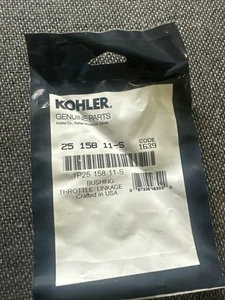 KOHLER
GENUINE PARTS
25 158 11-S
CODE
1639
1P25 158 11-S
BUSHING
THROTTLE LINKAGE
Crafted in USA